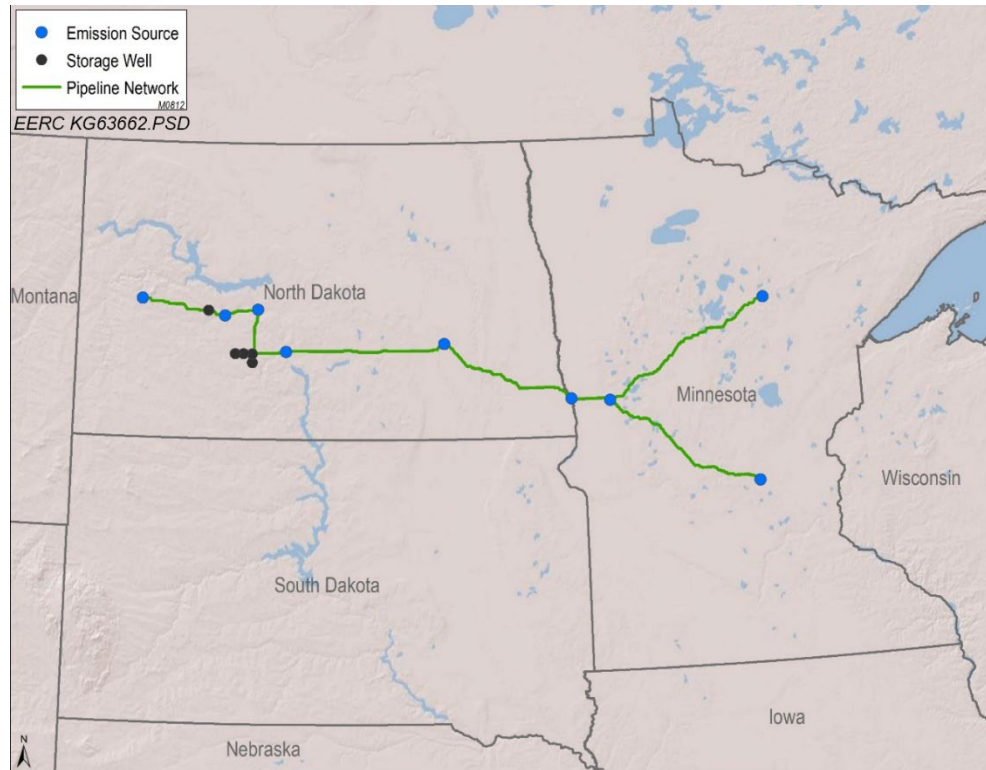 Emission Source
Storage Well
Pipeline Network
M0812
EERC KG63662.PSD
Montana
North Dakota
Minnesota
Wisconsin
South Dakota
Iowa
Nebraska
N